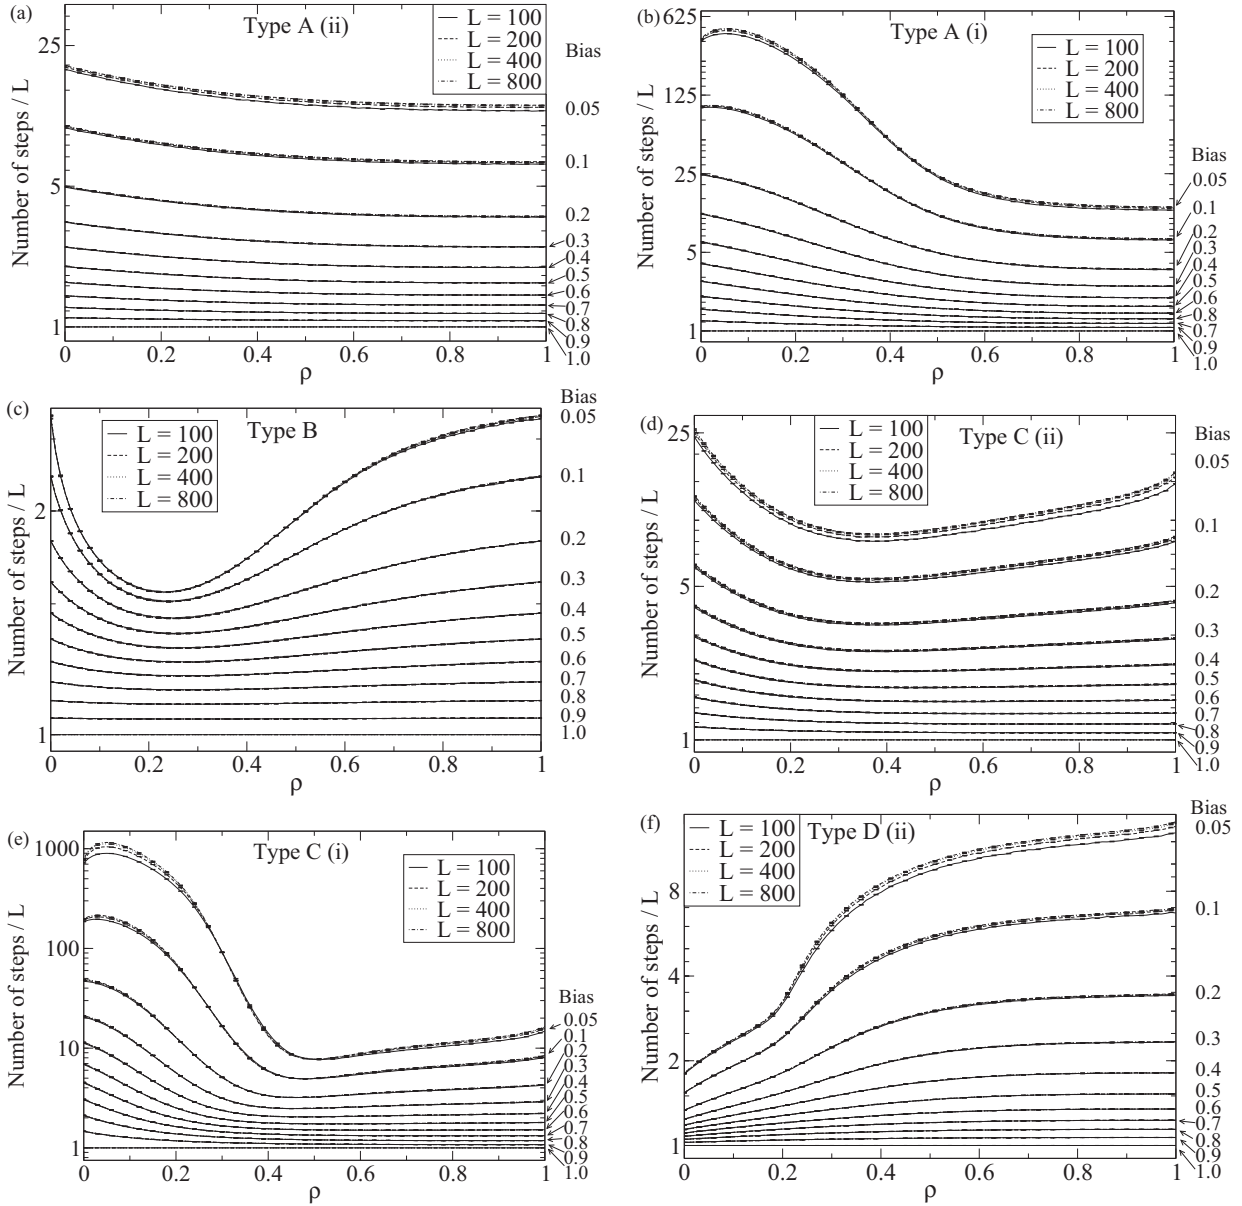 (a)
Type A (ii)
L = 100
L = 200
L = 400
L = 800
Bias
Number of steps / L
25
5
1
0 0.2 0.4 0.6 0.8 1
ρ
0.05
0.1
0.2
0.3
0.4
0.5
0.6
0.7
0.8
0.9
1.0
(b)
Type A (i)
L = 100
L = 200
L = 400
L = 800
Bias
Number of steps / L
625
125
25
5
1
0 0.2 0.4 0.6 0.8 1
ρ
0.05
0.1
0.2
0.3
0.4
0.5
0.6
0.8
0.7
0.9
1.0
(c)
Type B
L = 100
L = 200
L = 400
L = 800
Bias
Number of steps / L
2
1
0 0.2 0.4 0.6 0.8 1
ρ
0.05
0.1
0.2
0.3
0.4
0.5
0.6
0.7
0.8
0.9
1.0
(d)
Type C (ii)
L = 100
L = 200
L = 400
L = 800
Bias
Number of steps / L
25
5
1
0 0.2 0.4 0.6 0.8 1
ρ
0.05
0.1
0.2
0.3
0.4
0.5
0.6
0.7
0.8
0.9
1.0
(e)
Type C (i)
L = 100
L = 200
L = 400
L = 800
Bias
Number of steps / L
1000
100
10
1
0 0.2 0.4 0.6 0.8 1
ρ
0.05
0.1
0.2
0.3
0.4
0.5
0.6
0.7
0.8
0.9
1.0
(f)
Type D (ii)
L = 100
L = 200
L = 400
L = 800
Bias
Number of steps / L
8
4
2
1
0 0.2 0.4 0.6 0.8 1
ρ
0.05
0.1
0.2
0.3
0.4
0.5
0.6
0.7
0.8
0.9
1.0